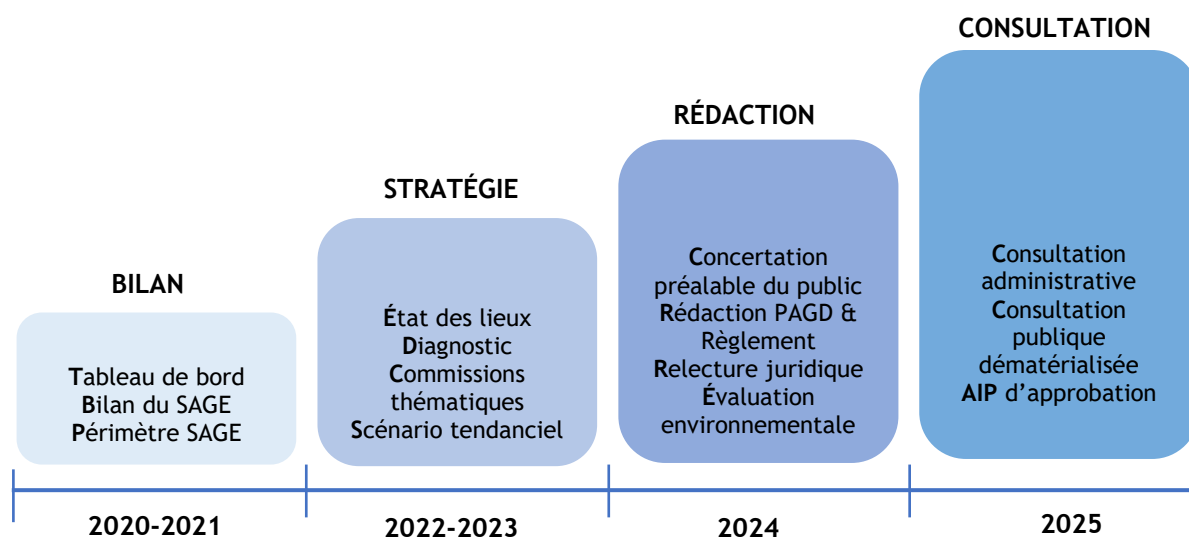 BILAN
Tableau de bord
Bilan du SAGE
Périmètre SAGE
2020-2021
STRATÉGIE
État des lieux
Diagnostic
Commissions
thématiques
Scénario tendanciel
2022-2023
RÉDACTION
Concertation
préalable du public
Rédaction PAGD &
Règlement
Relecture juridique
Évaluation
environnementale
2024
CONSULTATION
Consultation
administrative
Consultation
publique
dématérialisée
AIP d’approbation
2025